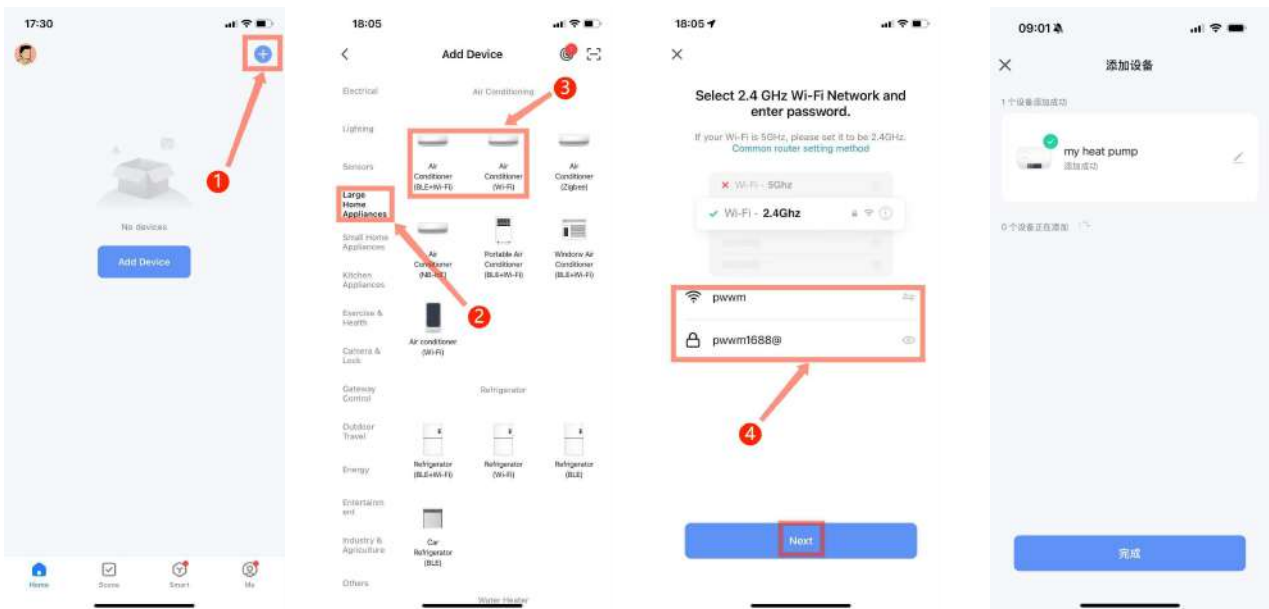 17:30
1
No devices
Add Device
Home
Scene
Smart
Me
18:05
Add Device
Electrical
Lighting
Sensors
Large
Home
Appliances
Small Home
Appliances
Kitchen
Appliances
Exercise &
Health
Camera &
Lock
Gateway
Control
Outdoor
Travel
Energy
Entertainm
ent
Industry &
Agriculture
Others
Air Conditioning
3
Air
Conditioner
(BLE+Wi-Fi)
Air
Conditioner
(Wi-Fi)
Air
Conditioner
(Zigbee)
Air
Conditioner
(NB-IoT)
Portable Air
Conditioner
(BLE+Wi-Fi)
Window Air
Conditioner
(BLE+Wi-Fi)
2
Air conditioner
(Wi-Fi)
Refrigerator
Refrigerator
(BLE+Wi-Fi)
Refrigerator
(Wi-Fi)
Refrigerator
(BLE)
Car
Refrigerator
(BLE)
Water Heater
18:05
Select 2.4 GHz Wi-Fi Network and
enter password.
If your Wi-Fi is 5GHz, please set it to be 2.4GHz.
Common router setting method
Wi-Fi - 5Ghz
Wi-Fi - 2.4Ghz
pwwm
pwwm1688@
4
Next
09:01
添加设备
1个设备添加成功
my heat pump
添加成功
0个设备正在添加
完成